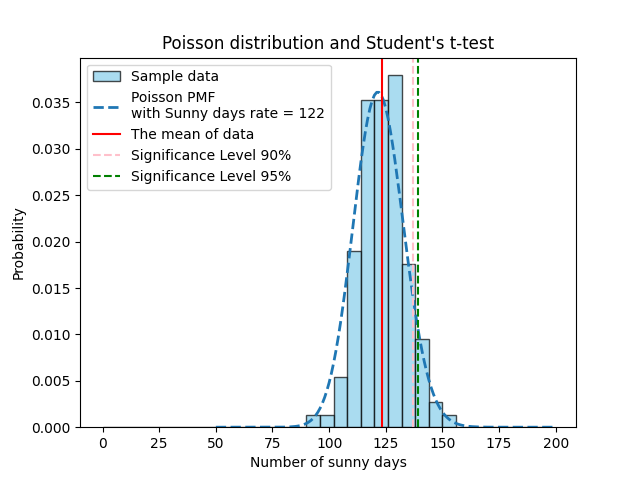 Poisson distribution and Student's t-test
Sample data
Poisson PMF
with Sunny days rate = 122
The mean of data
Significance Level 90%
Significance Level 95%
Probability
0.035
0.030
0.025
0.020
0.015
0.010
0.005
0.000
0 25 50 75 100 125 150 175 200
Number of sunny days